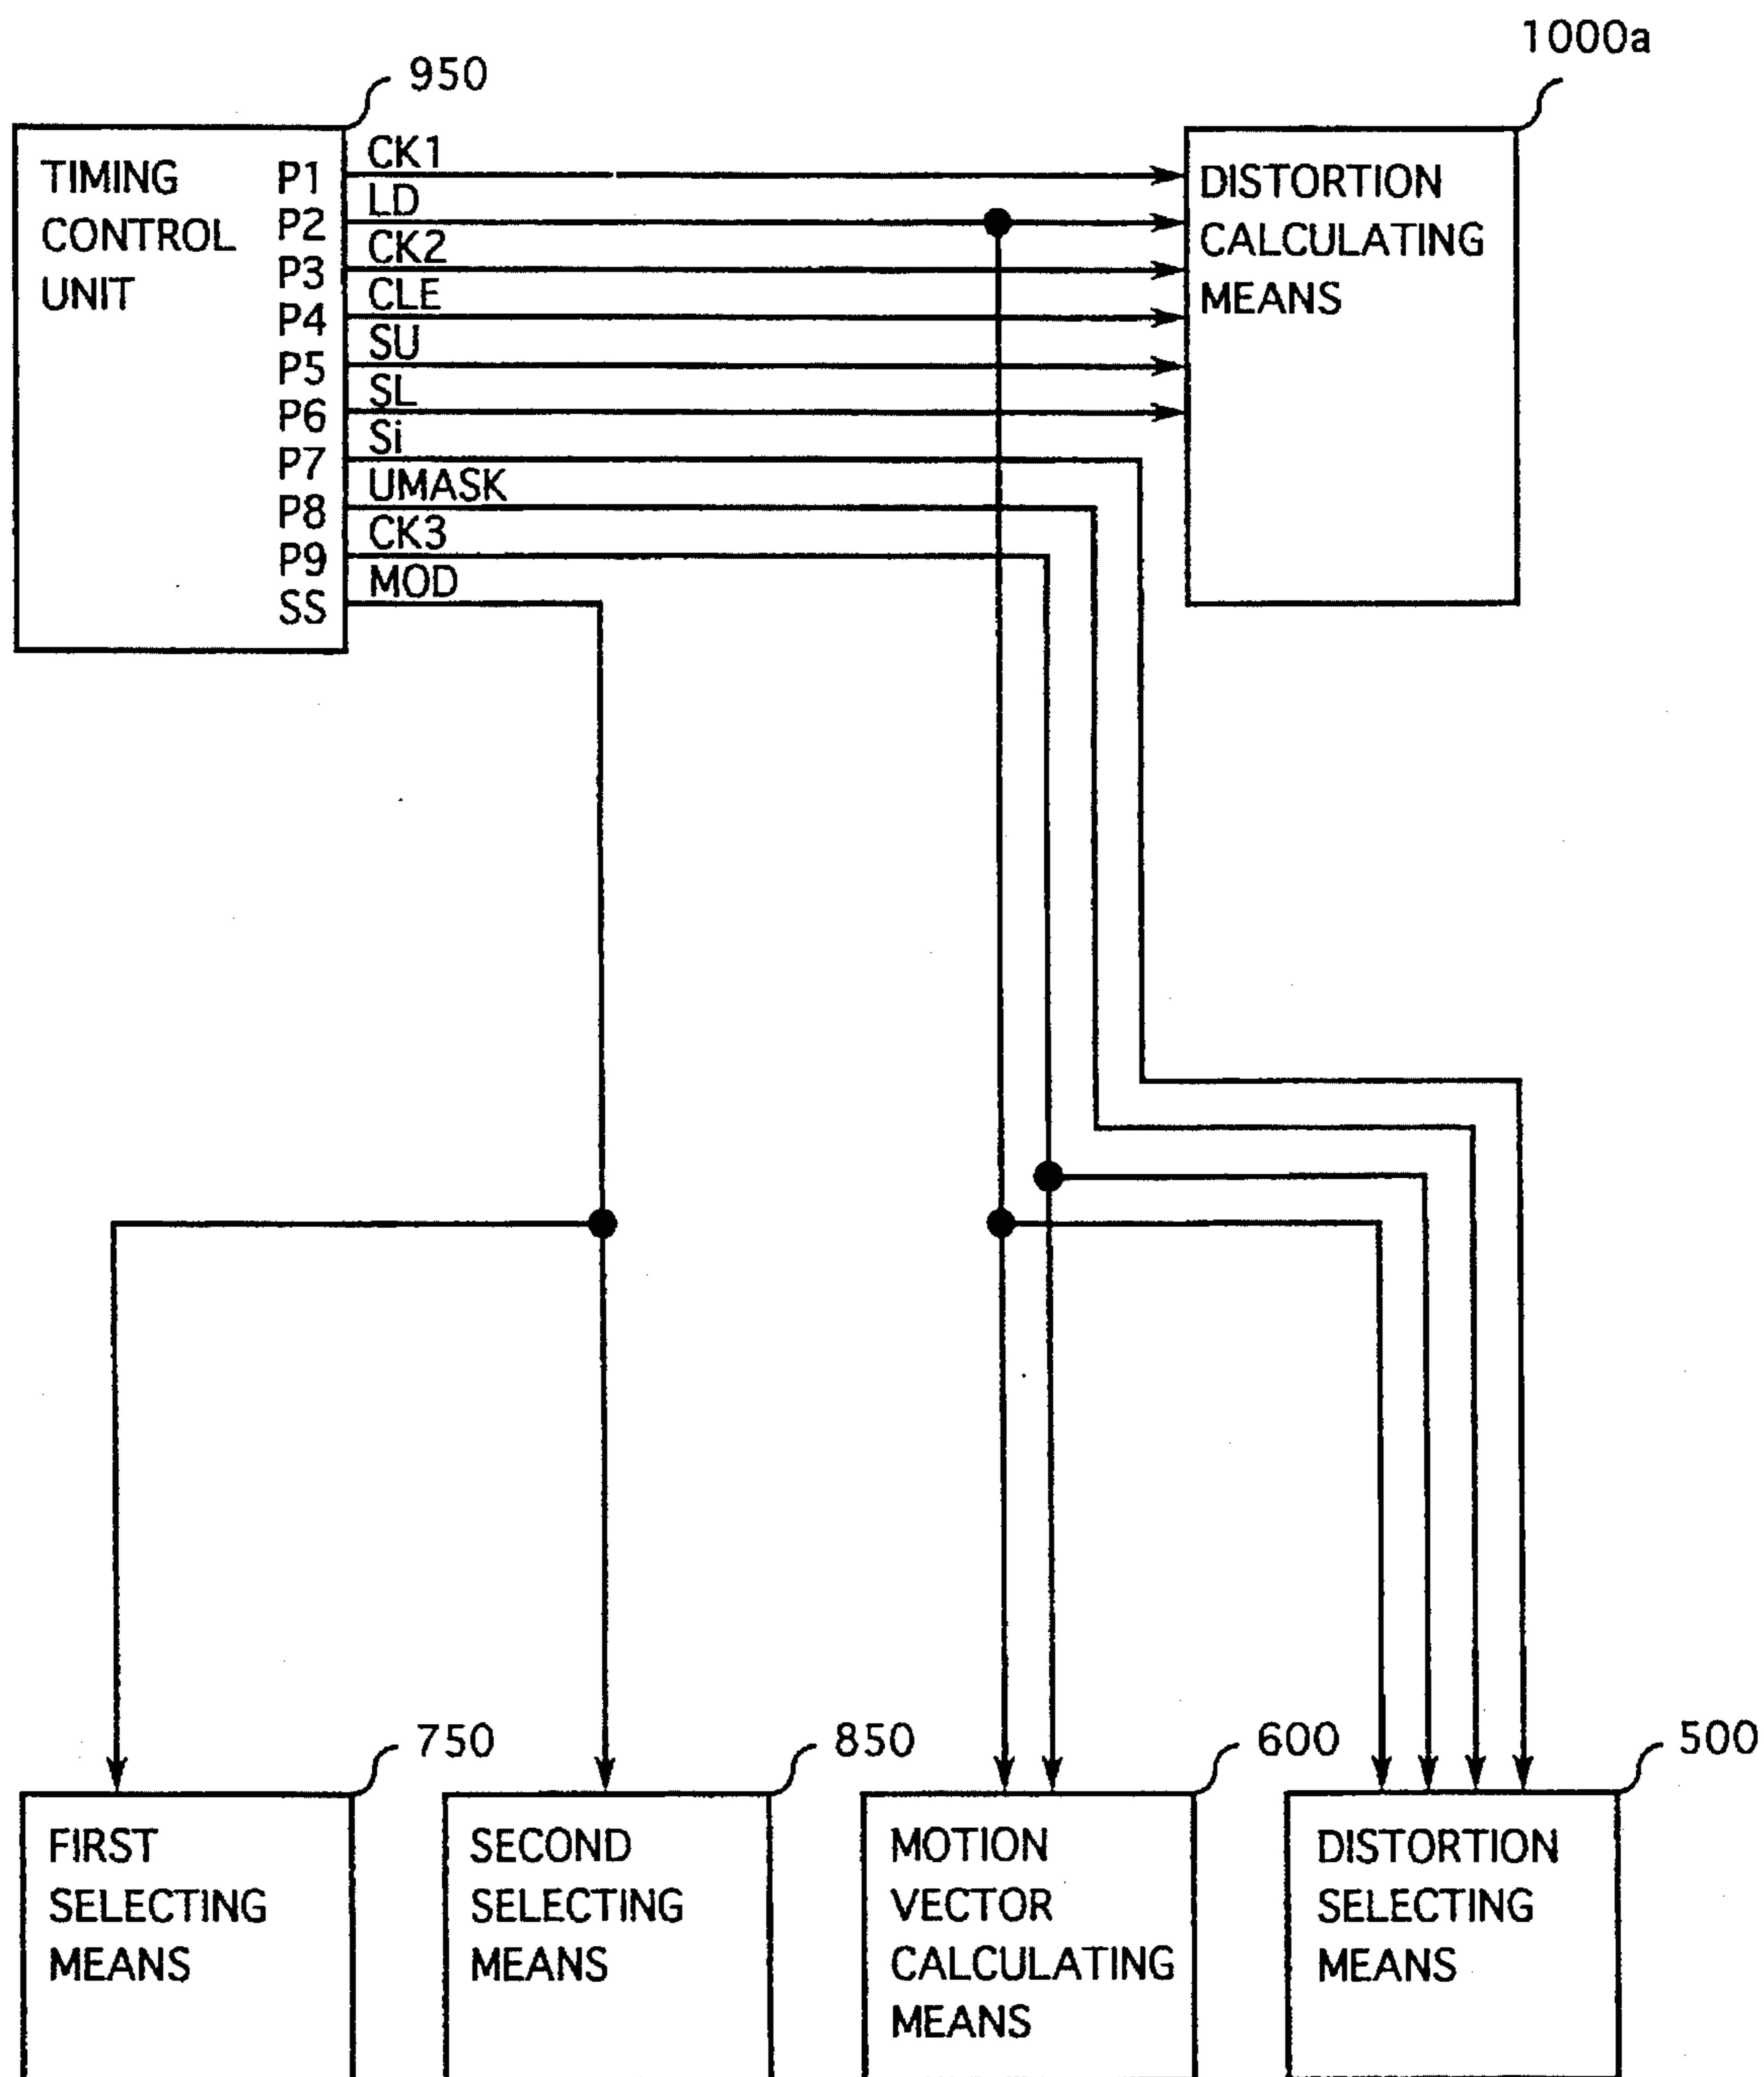 1000a
950
TIMING
CONTROL
UNIT
P1
P2
P3
P4
P5
P6
P7
P8
P9
SS
CK1
LD
CK2
CLE
SU
SL
Si
UMASK
CK3
MOD
DISTORTION
CALCULATING
MEANS
750
FIRST
SELECTING
MEANS
850
SECOND
SELECTING
MEANS
600
MOTION
VECTOR
CALCULATING
MEANS
500
DISTORTION
SELECTING
MEANS